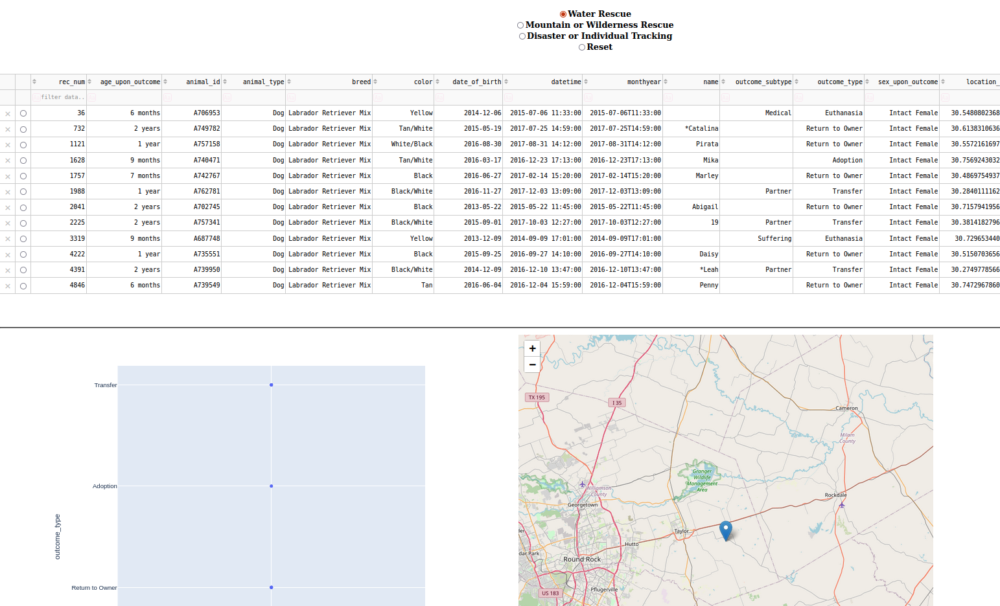 Water Rescue
Mountain or Wilderness Rescue
Disaster or Individual Tracking
Reset
rec_num age_upon_outcome animal_id animal_type breed color date_of_birth datetime monthyear name outcome_subtype outcome_type sex_upon_outcome location_
filter data..
36 6 months A706953 Dog Labrador Retriever Mix Yellow 2014-12-06 2015-07-06 11:33:00 2015-07-06T11:33:00 Medical Euthanasia Intact Female 30.5480802368
732 2 years A749782 Dog Labrador Retriever Mix Tan/White 2015-05-19 2017-07-25 14:59:00 2017-07-25T14:59:00 *Catalina Return to Owner Intact Female 30.6138310636
1121 1 year A757158 Dog Labrador Retriever Mix White/Black 2016-08-30 2017-08-31 14:12:00 2017-08-31T14:12:00 Pirata Return to Owner Intact Female 30.5572161697
1628 9 months A740471 Dog Labrador Retriever Mix Tan/White 2016-03-17 2016-12-23 17:13:00 2016-12-23T17:13:00 Mika Adoption Intact Female 30.7569243032
1757 7 months A742767 Dog Labrador Retriever Mix Black 2016-06-27 2017-02-14 15:20:00 2017-02-14T15:20:00 Marley Return to Owner Intact Female 30.4869754937
1988 1 year A762781 Dog Labrador Retriever Mix Black/White 2016-11-27 2017-12-03 13:09:00 2017-12-03T13:09:00 Partner Transfer Intact Female 30.2840111162
2041 2 years A702745 Dog Labrador Retriever Mix Black 2013-05-22 2015-05-22 11:45:00 2015-05-22T11:45:00 Abigail Return to Owner Intact Female 30.7157941956
2225 2 years A757341 Dog Labrador Retriever Mix Black/White 2015-09-01 2017-10-03 12:27:00 2017-10-03T12:27:00 19 Partner Transfer Intact Female 30.3814182796
3319 9 months A687748 Dog Labrador Retriever Mix Yellow 2013-12-09 2014-09-09 17:01:00 2014-09-09T17:01:00 Suffering Euthanasia Intact Female 30.729653440
4222 1 year A735551 Dog Labrador Retriever Mix Black 2015-09-25 2016-09-27 14:10:00 2016-09-27T14:10:00 Daisy Return to Owner Intact Female 30.5150703656
4391 2 years A739950 Dog Labrador Retriever Mix Black/White 2014-12-09 2016-12-10 13:47:00 2016-12-10T13:47:00 *Leah Partner Transfer Intact Female 30.2749778566
4846 6 months A739549 Dog Labrador Retriever Mix Tan 2016-06-04 2016-12-04 15:59:00 2016-12-04T15:59:00 Penny Return to Owner Intact Female 30.7472967860
Transfer
Adoption
outcome_type
Return to Owner
+
−
TX 195
I 35
Cameron
Milam
County
Granger
Wildlife
Management
Area
Williamson
County
Georgetown
Rockdale
Taylor
der
Hutto
dar Park
Round Rock
Pflugerville
US 183